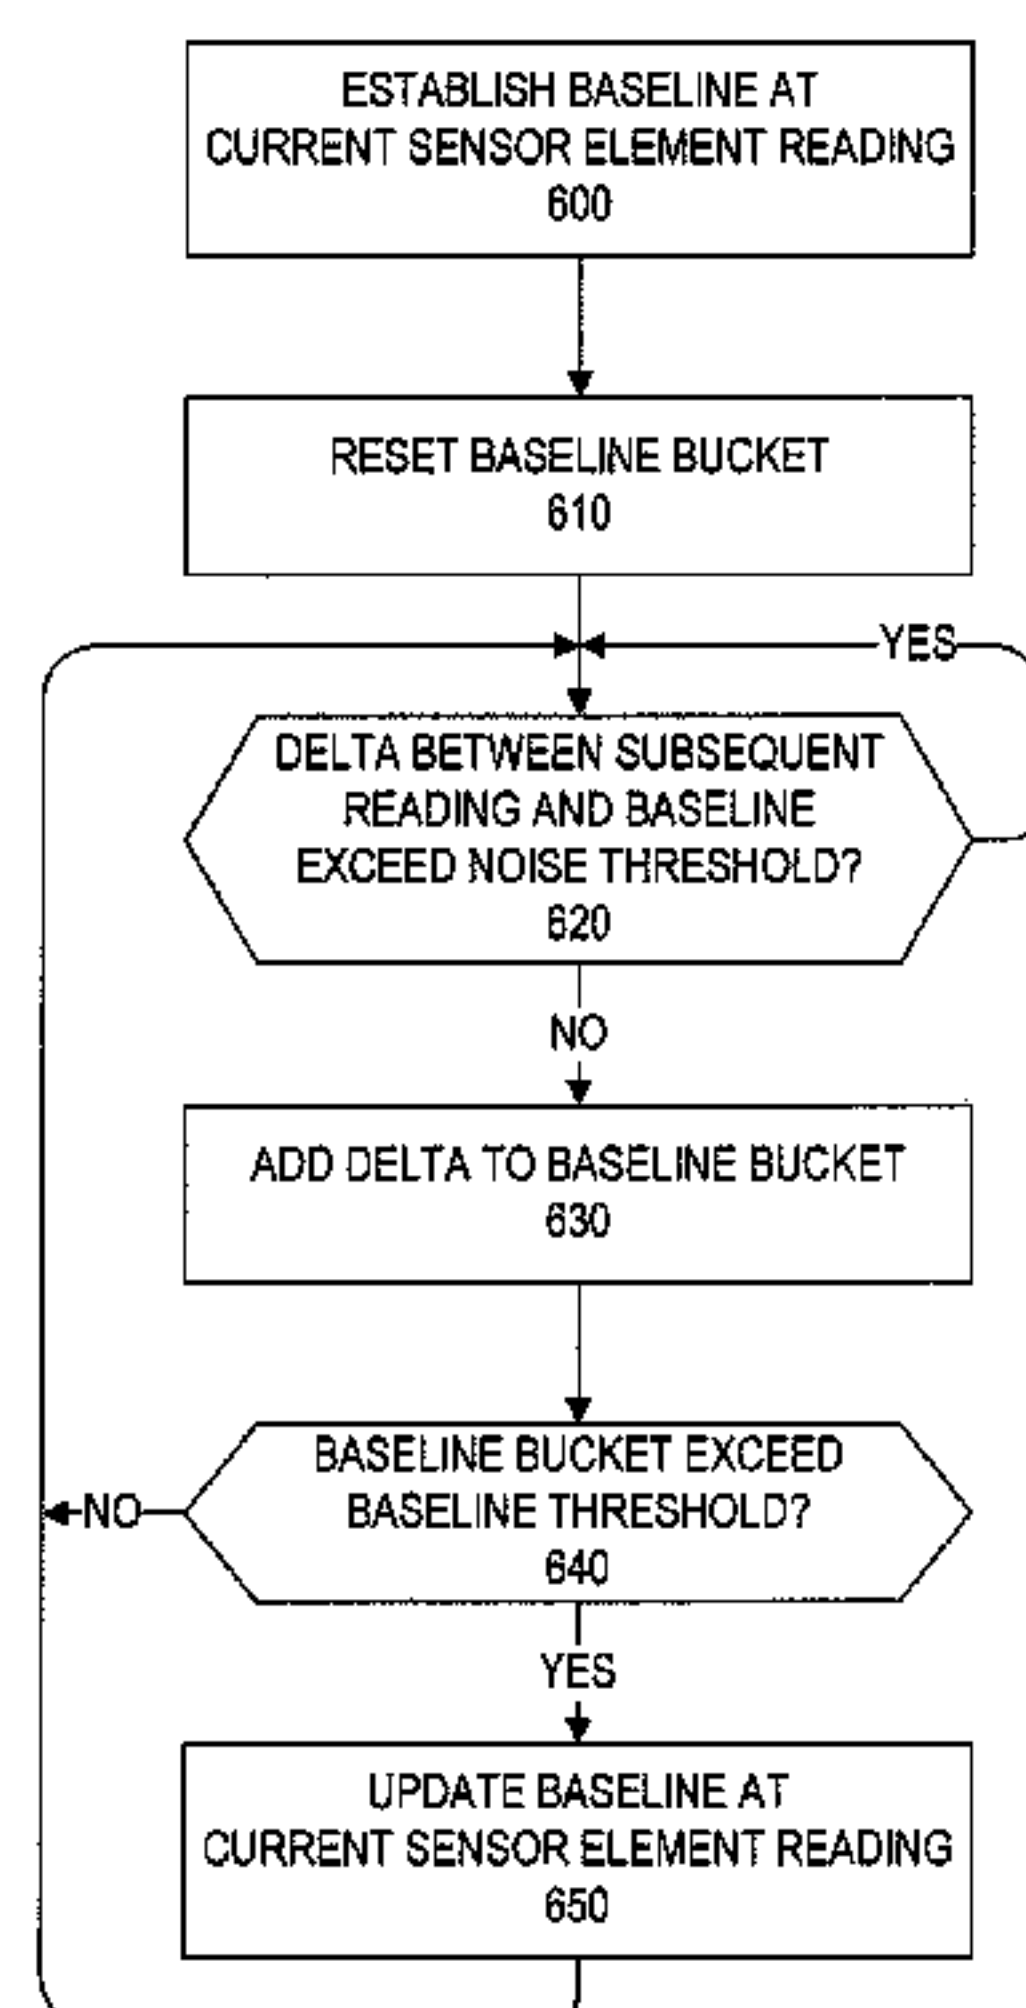 ESTABLISH BASELINE AT
CURRENT SENSOR ELEMENT READING
600
RESET BASELINE BUCKET
610
YES
DELTA BETWEEN SUBSEQUENT
READING AND BASELINE
EXCEED NOISE THRESHOLD?
620
NO
ADD DELTA TO BASELINE BUCKET
630
BASELINE BUCKET EXCEED
BASELINE THRESHOLD?
640
NO
YES
UPDATE BASELINE AT
CURRENT SENSOR ELEMENT READING
650